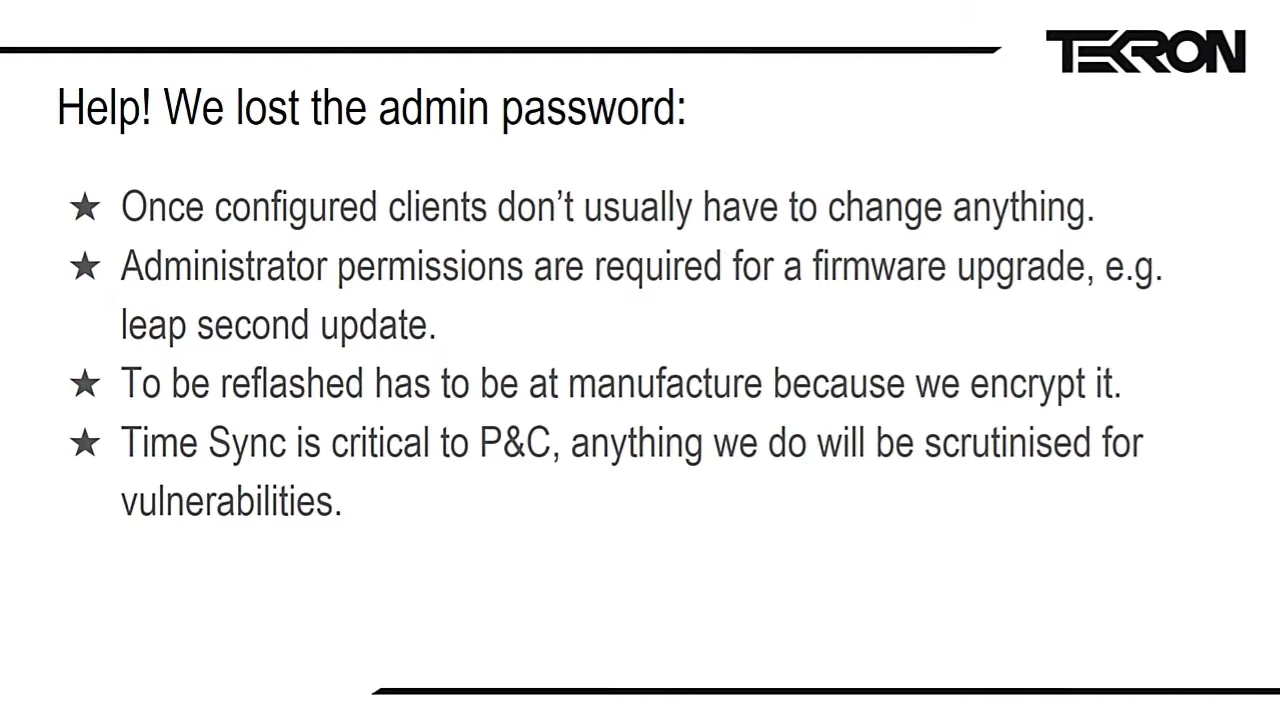 TEKRON
Help! We lost the admin password:
★ Once configured clients don’t usually have to change anything.
★ Administrator permissions are required for a firmware upgrade, e.g.
leap second update.
★ To be reflashed has to be at manufacture because we encrypt it.
★ Time Sync is critical to P&C, anything we do will be scrutinised for
vulnerabilities.